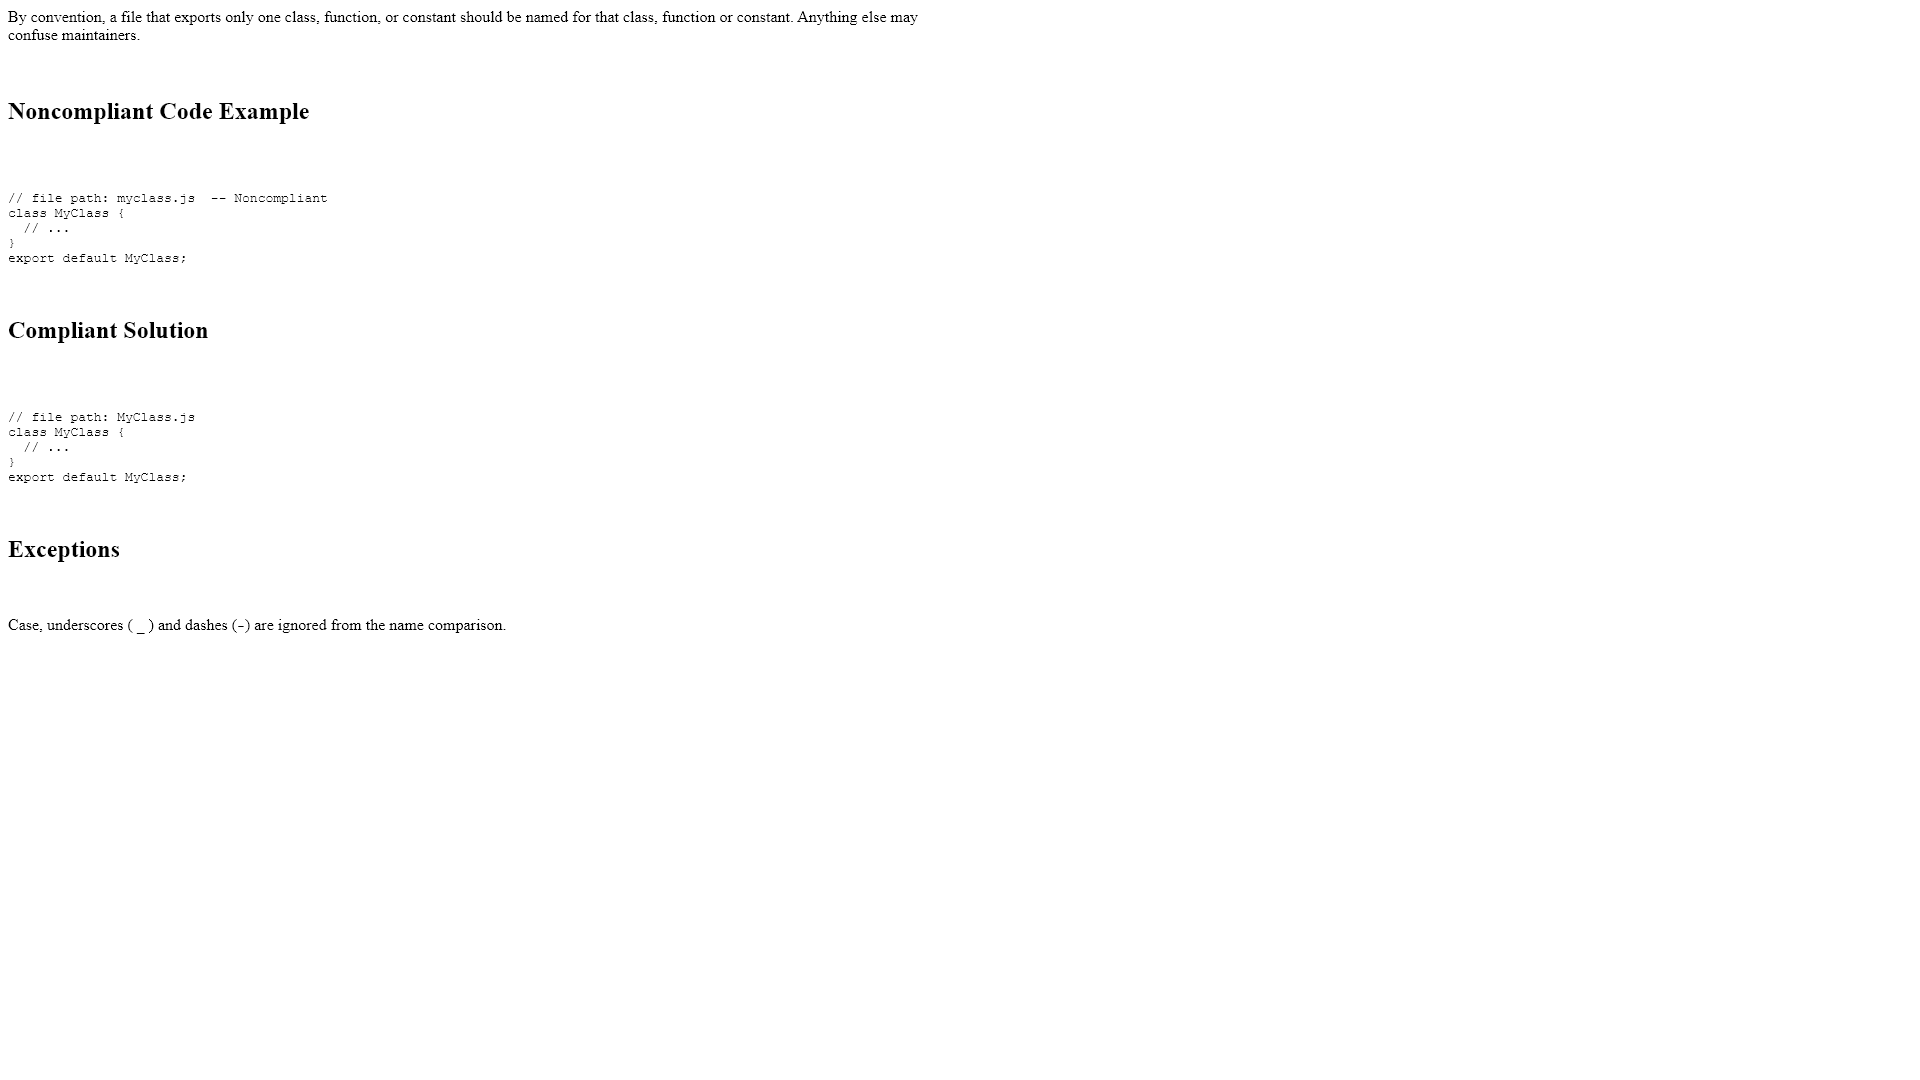 By convention, a file that exports only one class, function, or constant should be named for that class, function or constant. Anything else may
confuse maintainers.
Noncompliant Code Example
// file path: myclass.js  -- Noncompliant
class MyClass {
  // ...
}
export default MyClass;
Compliant Solution
// file path: MyClass.js
class MyClass {
  // ...
}
export default MyClass;
Exceptions
Case, underscores ( _ ) and dashes (-) are ignored from the name comparison.